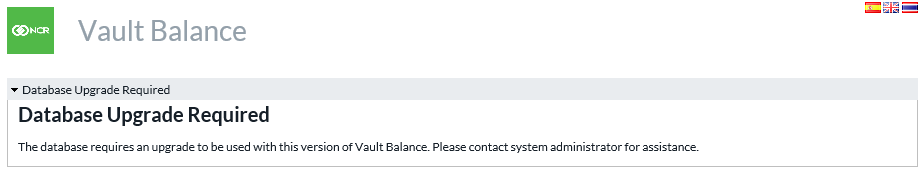 NCR
Vault Balance
Database Upgrade Required
Database Upgrade Required
The database requires an upgrade to be used with this version of Vault Balance. Please contact system administrator for assistance.